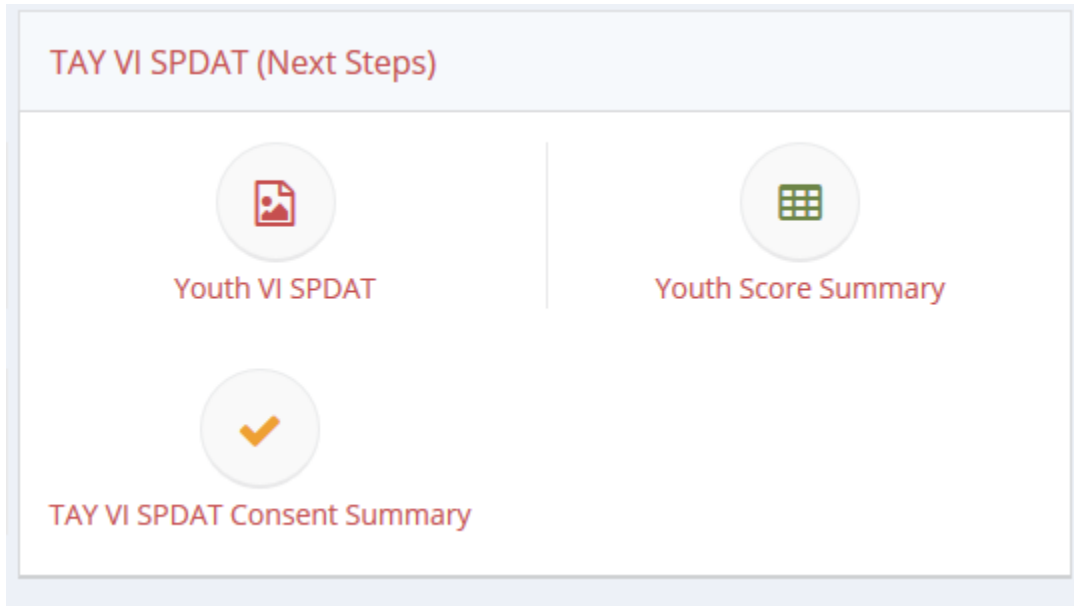 TAY VI SPDAT (Next Steps)
Youth VI SPDAT
Youth Score Summary
TAY VI SPDAT Consent Summary